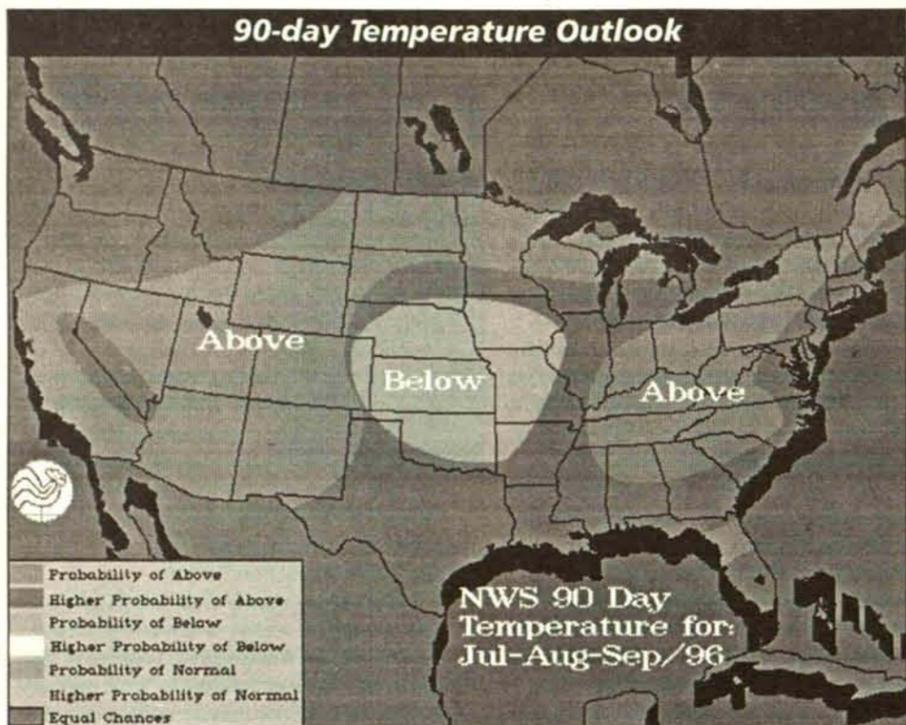 90-day Temperature Outlook
Above
Below
Above
Probability of Above
Higher Probability of Above
Probability of Below
Higher Probability of Below
Probability of Normal
Higher Probability of Normal
Equal Chances
NWS 90 Day
Temperature for:
Jul-Aug-Sep/96